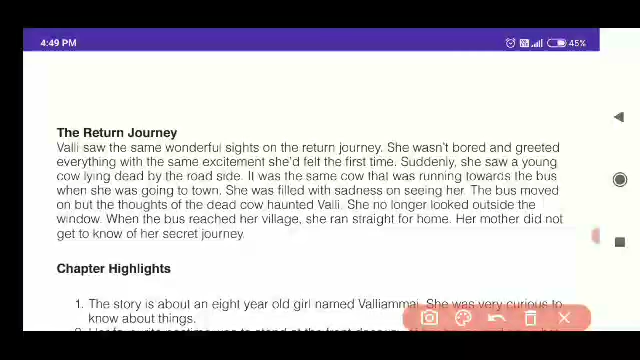 4:49 PM
45%
The Return Journey
Valli saw the same wonderful sights on the return journey. She wasn't bored and greeted
everything with the same excitement she'd felt the first time. Suddenly, she saw a young
cow lying dead by the road side. It was the same cow that was running towards the bus
when she was going to town. She was filled with sadness on seeing her. The bus moved
on but the thoughts of the dead cow haunted Valli. She no longer looked outside the
window. When the bus reached her village, she ran straight for home. Her mother did not
get to know of her secret journey.
Chapter Highlights
1. The story is about an eight year old girl named Valliammai. She was very curious to
know about things.